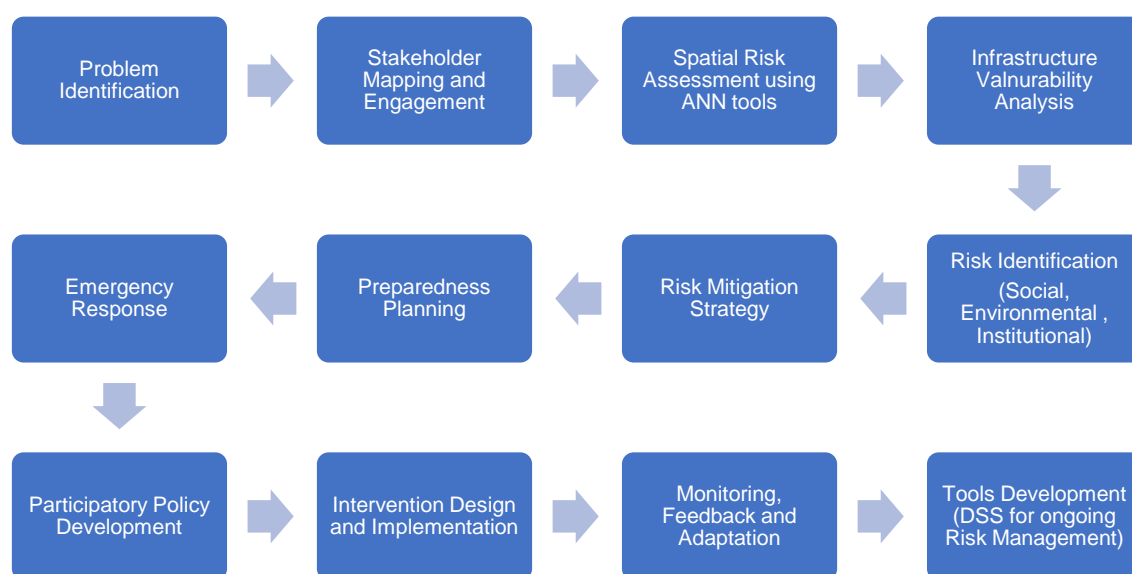 Problem
Identification
Stakeholder
Mapping and
Engagement
Spatial Risk
Assessment using
ANN tools
Infrastructure
Valnurability
Analysis
Risk Identification
(Social,
Environmental ,
Institutional)
Risk Mitigation
Strategy
Preparedness
Planning
Emergency
Response
Participatory Policy
Development
Intervention Design
and Implementation
Monitoring,
Feedback and
Adaptation
Tools Development
(DSS for ongoing
Risk Management)